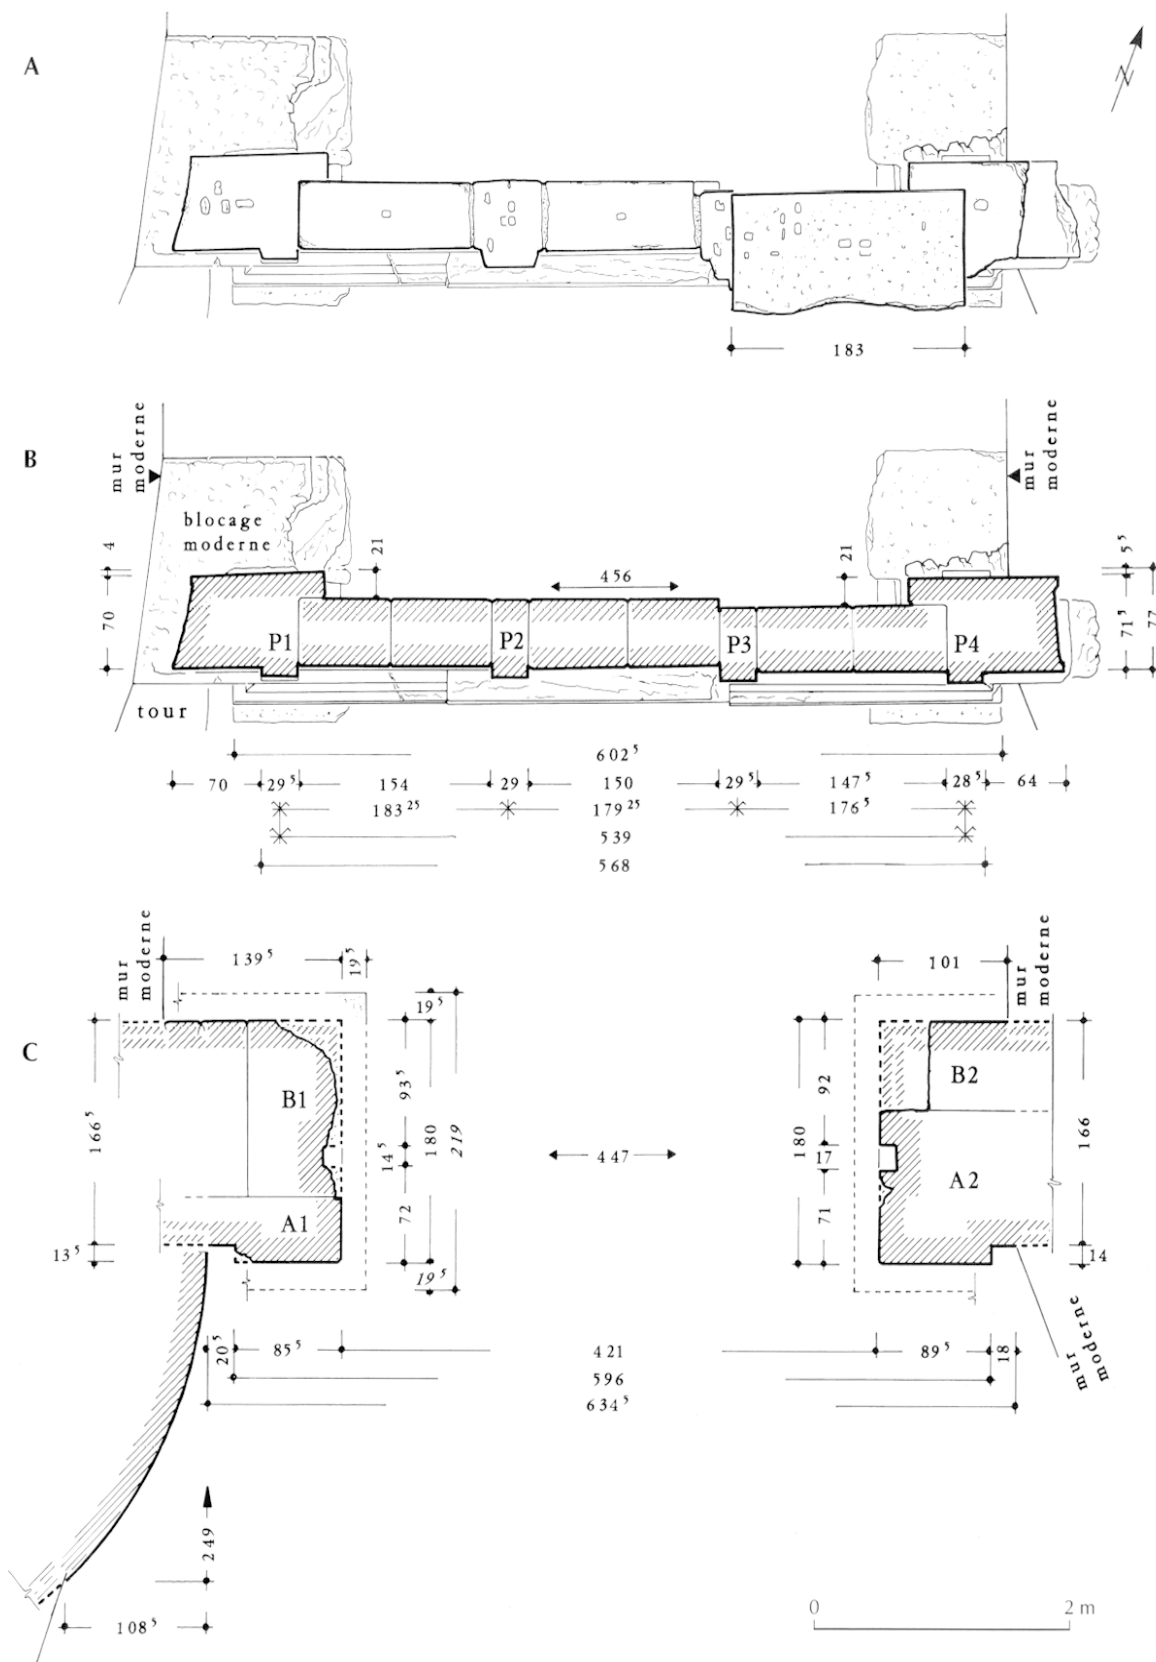 A
N
183
B
mur
moderne
mur
moderne
blocage
moderne
4
70
21
456
21
5⁵
71⁵
77
P1
P2
P3
P4
tour
602⁵
70
29⁵
154
29
150
29⁵
147⁵
28⁵
64
183²⁵
179²⁵
176⁵
539
568
C
mur
moderne
139⁵
19⁵
101
mur
moderne
19⁵
B1
B2
166⁵
93⁵
14⁵
72
180
219
447
180
92
17
71
166
A1
A2
13⁵
19⁵
14
20⁵
85⁵
421
89⁵
18
mur
moderne
596
634⁵
249
108⁵
0
2 m